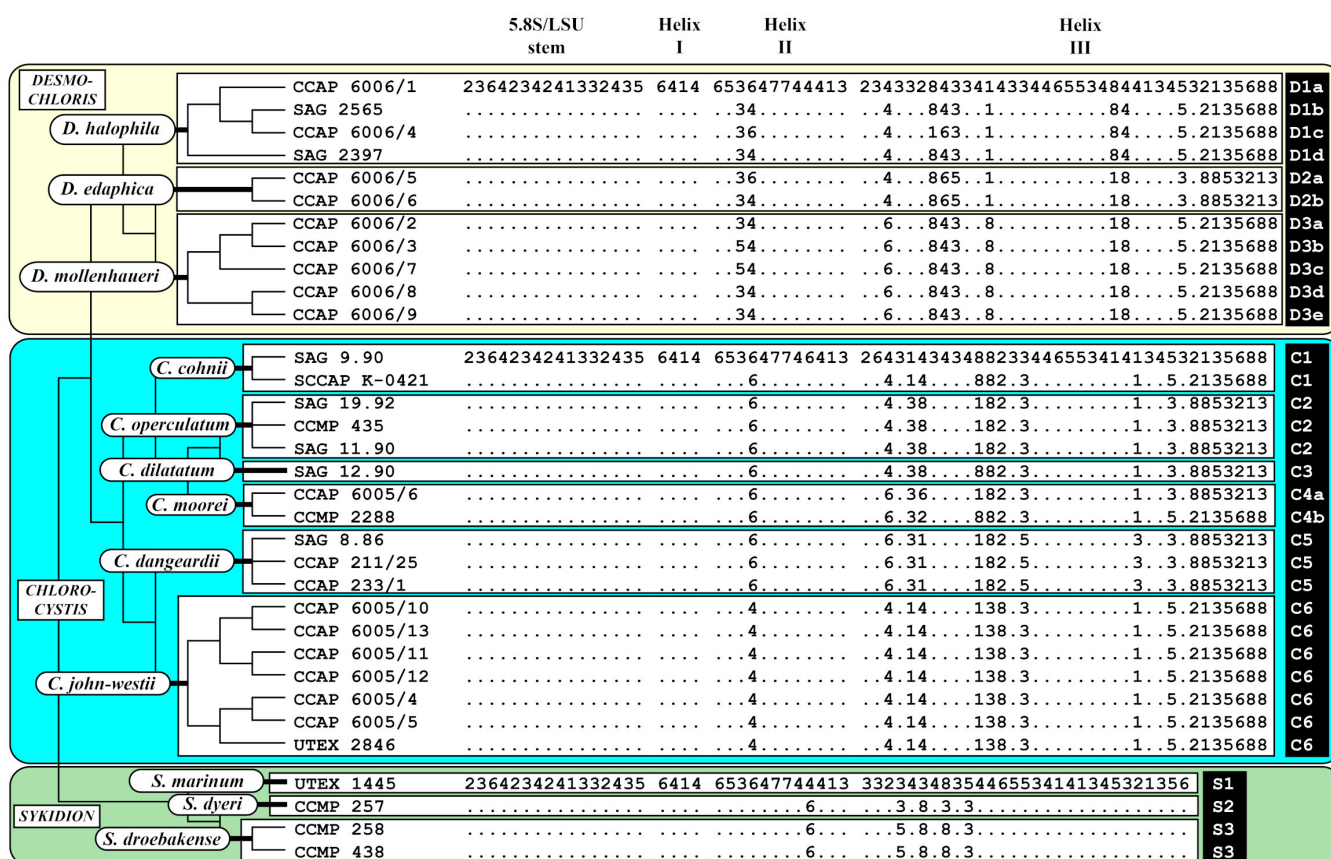 5.8S/LSU stem
Helix I
Helix II
Helix III
DESMO-
CHLORIS
D. halophila
CCAP 6006/1 2364234241332435 6414 653647744413 2343328433414334465534844134532135688 D1a
SAG 2565 ................ .... ..34........ ..4...843..1..........84....5.2135688 D1b
CCAP 6006/4 ................ .... ..36........ ..4...163..1..........84....5.2135688 D1c
SAG 2397 ................ .... ..34........ ..4...843..1..........84....5.2135688 D1d
D. edaphica
CCAP 6006/5 ................ .... ..36........ ..4...865..1..........18....3.8853213 D2a
CCAP 6006/6 ................ .... ..34........ ..4...865..1..........18....3.8853213 D2b
D. mollenhaueri
CCAP 6006/2 ................ .... ..34........ ..6...843..8..........18....5.2135688 D3a
CCAP 6006/3 ................ .... ..54........ ..6...843..8..........18....5.2135688 D3b
CCAP 6006/7 ................ .... ..54........ ..6...843..8..........18....5.2135688 D3c
CCAP 6006/8 ................ .... ..34........ ..6...843..8..........18....5.2135688 D3d
CCAP 6006/9 ................ .... ..34........ ..6...843..8..........18....5.2135688 D3e
CHLORO-
CYSTIS
C. cohnii
SAG 9.90 2364234241332435 6414 653647746413 264314343488233446553414134532135688 C1
SCCAP K-0421 ................ .... ...6........ ..4.14....882.3.........1..5.2135688 C1
C. operculatum
SAG 19.92 ................ .... ...6........ ..4.38....182.3.........1..3.8853213 C2
CCMP 435 ................ .... ...6........ ..4.38....182.3.........1..3.8853213 C2
SAG 11.90 ................ .... ...6........ ..4.38....182.3.........1..3.8853213 C2
C. dilatatum
SAG 12.90 ................ .... ...6........ ..4.38....882.3.........1..3.8853213 C3
C. moorei
CCAP 6005/6 ................ .... ...6........ ..6.36....182.3.........1..3.8853213 C4a
CCMP 2288 ................ .... ...6........ ..6.32....882.3.........1..5.2135688 C4b
C. dangeardii
SAG 8.86 ................ .... ...6........ ..6.31....182.5.........3..3.8853213 C5
CCAP 211/25 ................ .... ...6........ ..6.31....182.5.........3..3.8853213 C5
CCAP 233/1 ................ .... ...6........ ..6.31....182.5.........3..3.8853213 C5
C. john-westii
CCAP 6005/10 ................ .... ...4........ ..4.14....138.3.........1..5.2135688 C6
CCAP 6005/13 ................ .... ...4........ ..4.14....138.3.........1..5.2135688 C6
CCAP 6005/11 ................ .... ...4........ ..4.14....138.3.........1..5.2135688 C6
CCAP 6005/12 ................ .... ...4........ ..4.14....138.3.........1..5.2135688 C6
CCAP 6005/4 ................ .... ...4........ ..4.14....138.3.........1..5.2135688 C6
CCAP 6005/5 ................ .... ...4........ ..4.14....138.3.........1..5.2135688 C6
UTEX 2846 ................ .... ...4........ ..4.14....138.3.........1..5.2135688 C6
SYKIDION
S. marinum
UTEX 1445 2364234241332435 6414 653647744413 33234348354465534141345321356 S1
S. dyeri
CCMP 257 ................ .... ........6... ...3.8.3.3................... S2
S. droebakense
CCMP 258 ................ .... ........6... ...5.8.8.3................... S3
CCMP 438 ................ .... ........6... ...5.8.8.3................... S3